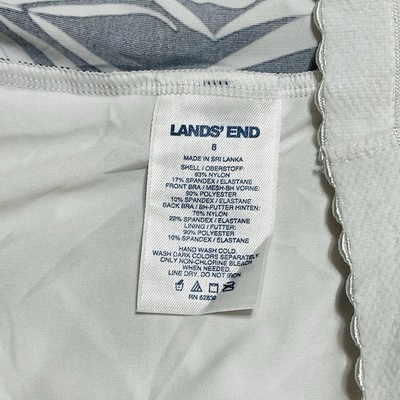 LANDS' END
8
MADE IN SRI LANKA
SHELL / OBERSTOFF:
83% NYLON
17% SPANDEX / ELASTANE
FRONT BRA / MESH-BH VORNE:
90% POLYESTER
10% SPANDEX / ELASTANE
BACK BRA / BH-FUTTER HINTEN:
78% NYLON
22% SPANDEX / ELASTANE
LINING / FUTTER:
90% POLYESTER
10% SPANDEX / ELASTANE
HAND WASH COLD.
WASH DARK COLORS SEPARATELY
ONLY NON-CHLORINE BLEACH
WHEN NEEDED.
LINE DRY. DO NOT IRON.
RN